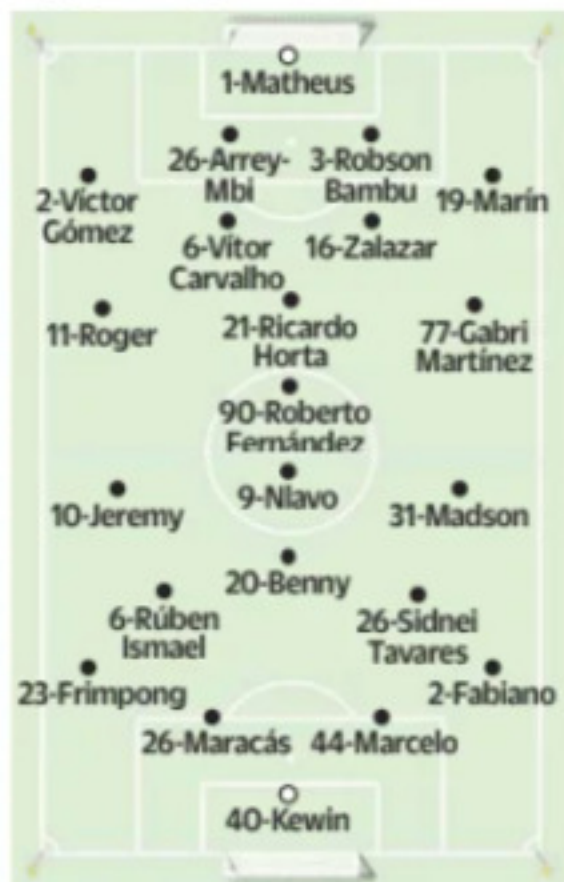 1-Matheus
26-Arrey-
Mbi
3-Robson
Bambu
2-Víctor
Gómez
19-Marín
6-Vítor
Carvalho
16-Zalazar
11-Roger
21-Ricardo
Horta
77-Gabri
Martínez
90-Roberto
Fernández
9-Nlavo
10-Jeremy
31-Madson
20-Benny
6-Rúben
Ismael
26-Sidnei
Tavares
23-Frimpong
2-Fabiano
26-Maracás
44-Marcelo
40-Kewin